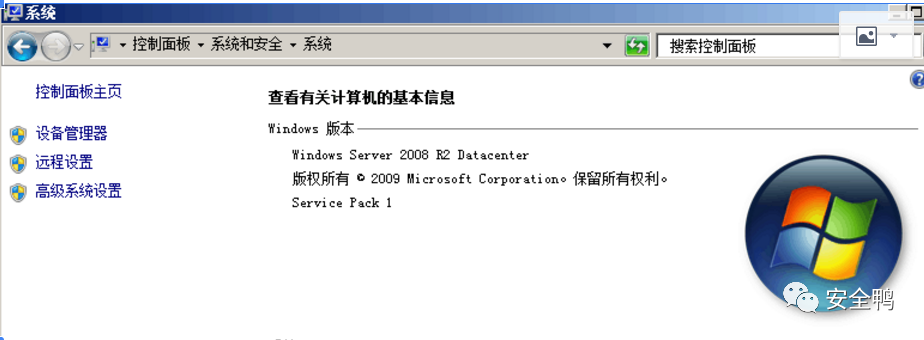 系统
控制面板 系统和安全 系统
搜索控制面板
控制面板主页
设备管理器
远程设置
高级系统设置
查看有关计算机的基本信息
Windows 版本
Windows Server 2008 R2 Datacenter
版权所有 © 2009 Microsoft Corporation。保留所有权利。
Service Pack 1
安全鸭